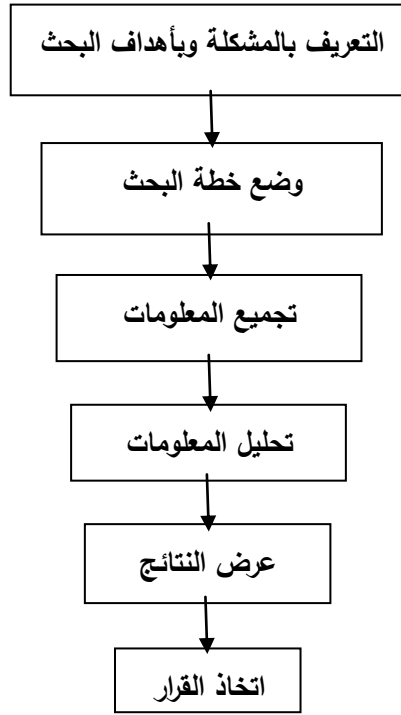 التعريف بالمشكلة وبأهداف البحث
وضع خطة البحث
تجميع المعلومات
تحليل المعلومات
عرض النتائج
اتخاذ القرار